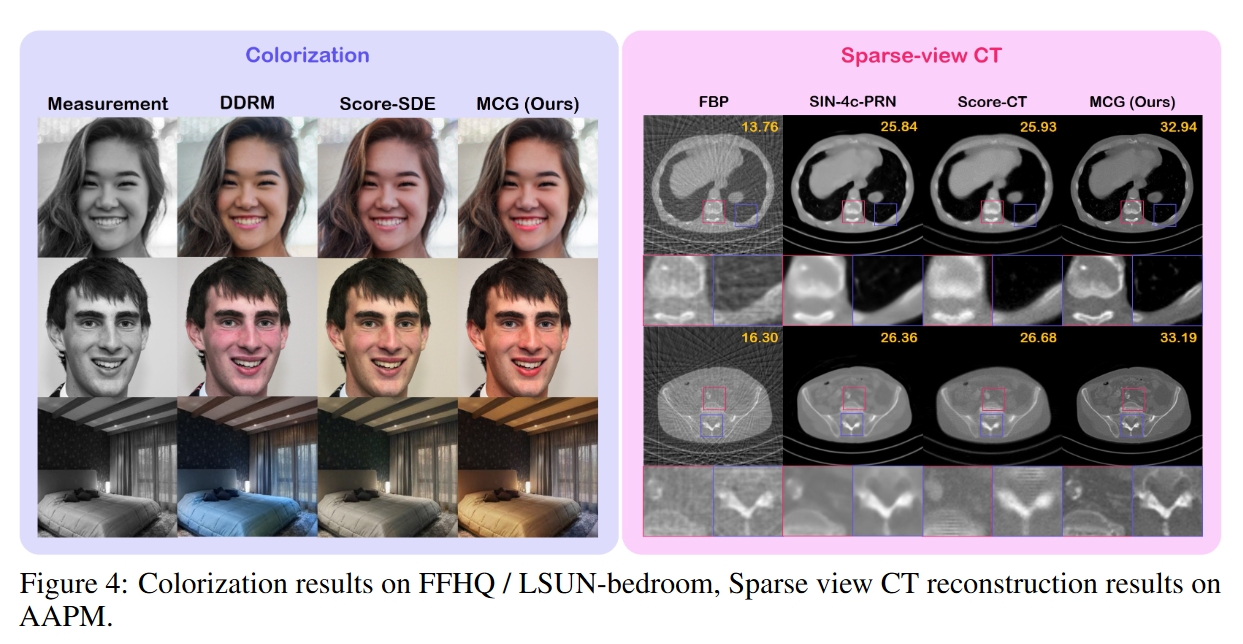 Colorization
Measurement DDRM Score-SDE MCG (Ours)
Sparse-view CT
FBP SIN-4c-PRN Score-CT MCG (Ours)
13.76 25.84 25.93 32.94
16.30 26.36 26.68 33.19
Figure 4: Colorization results on FFHQ / LSUN-bedroom, Sparse view CT reconstruction results on
AAPM.